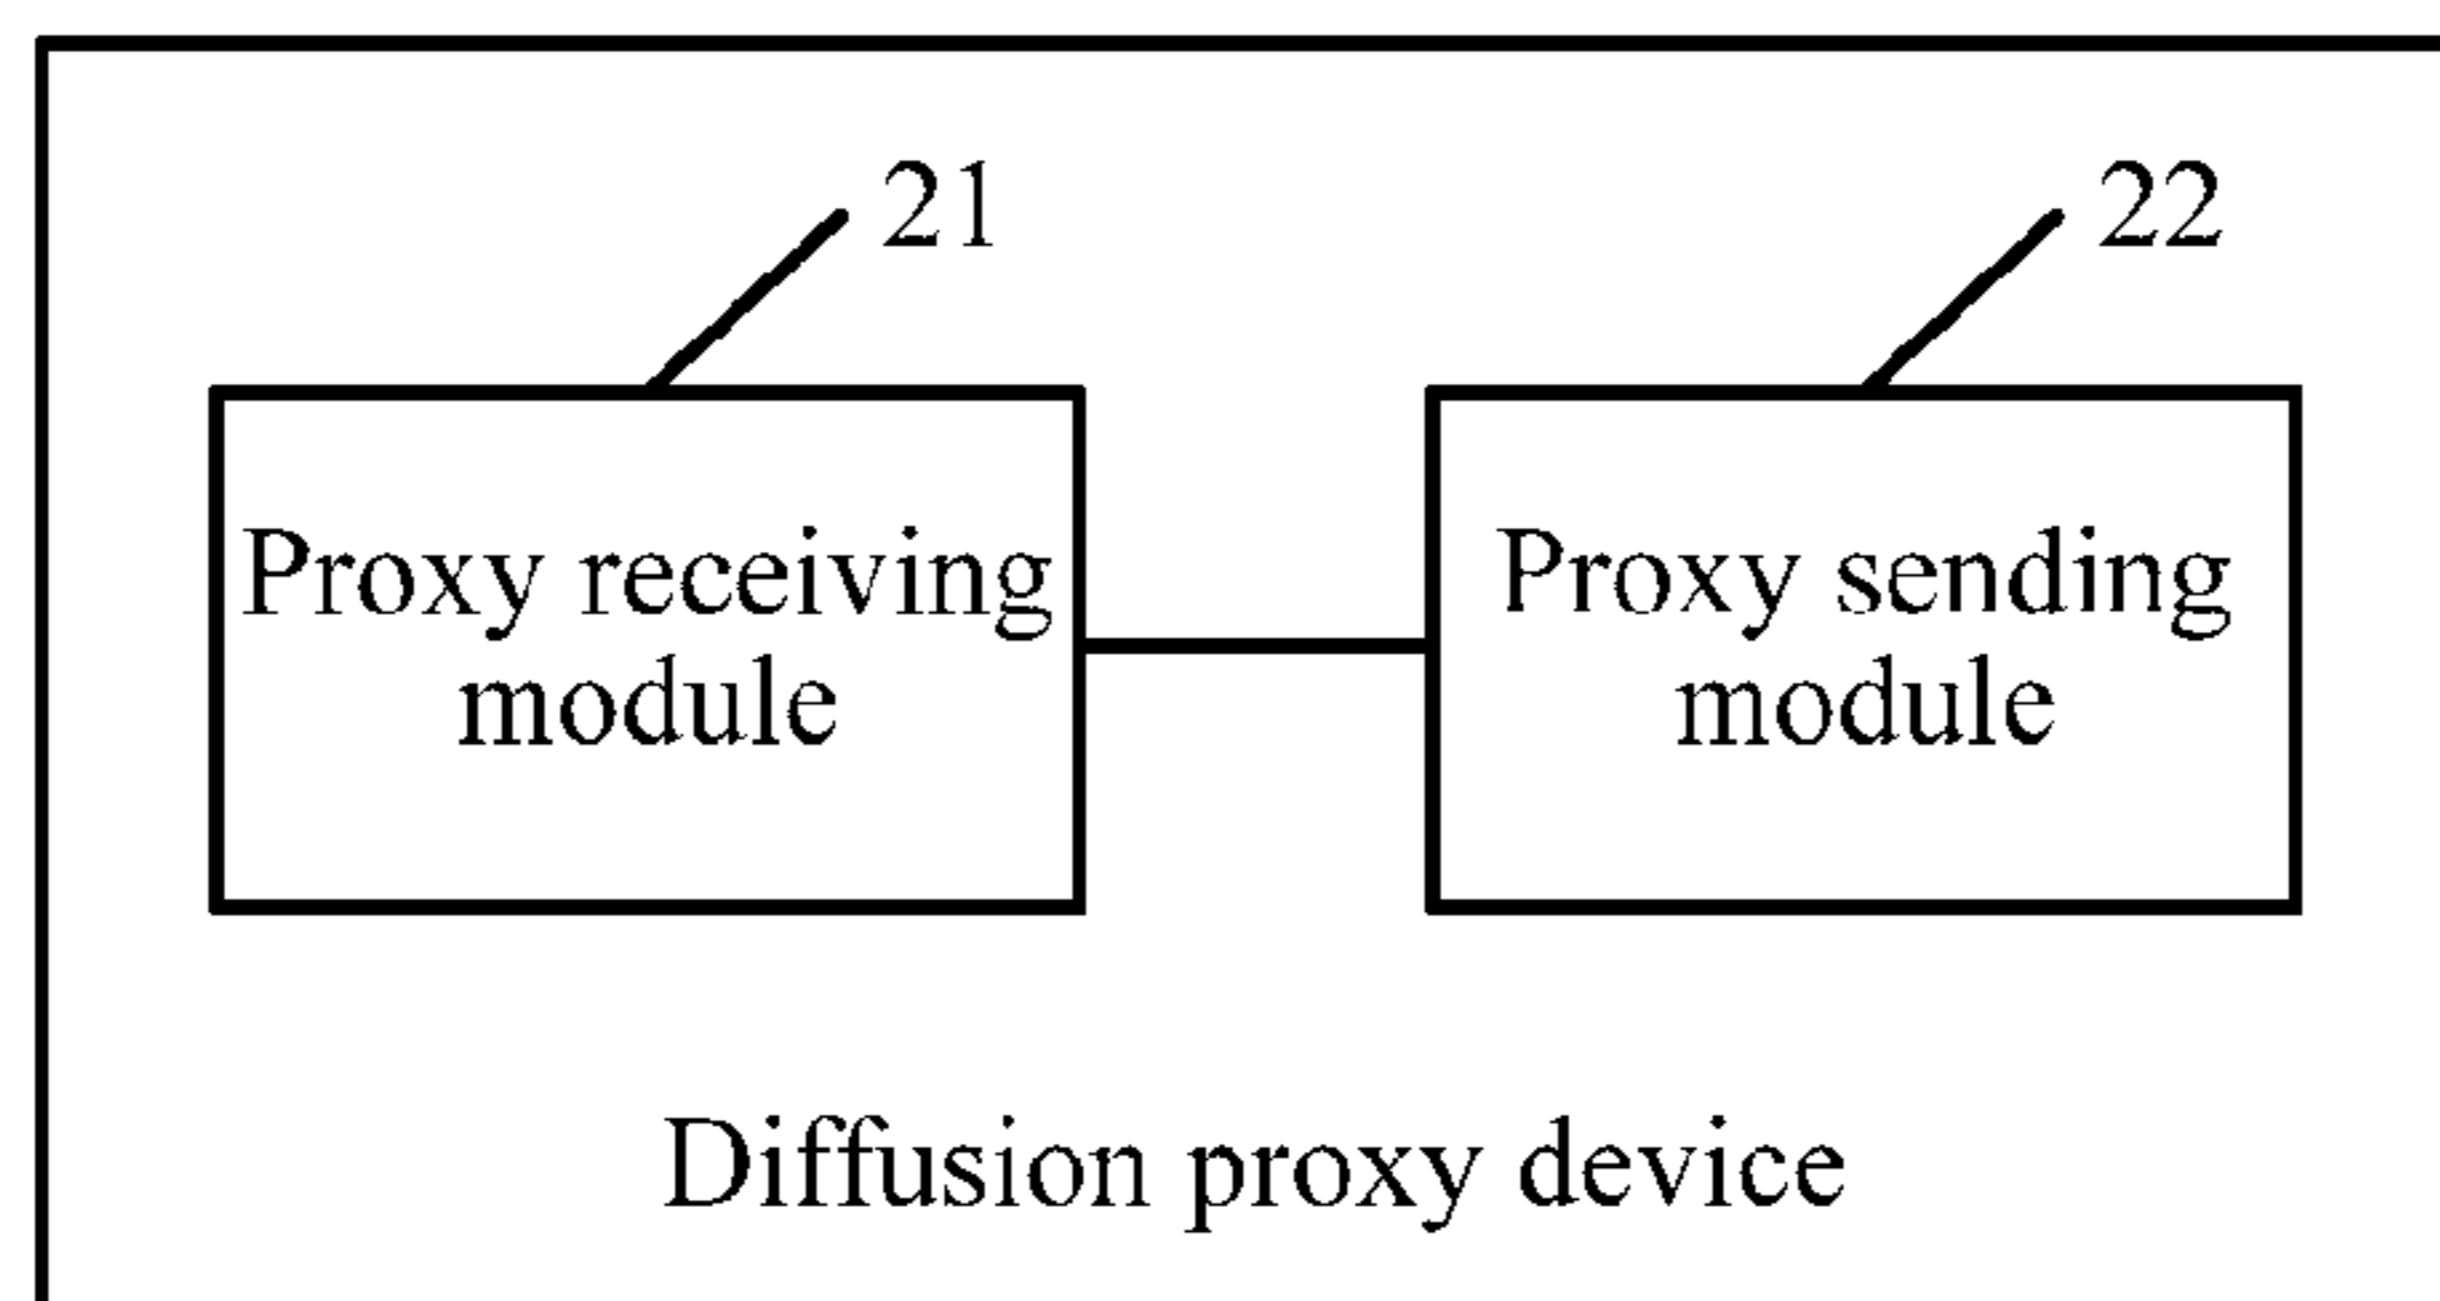 21
22
Proxy receiving
module
Proxy sending
module
Diffusion proxy device